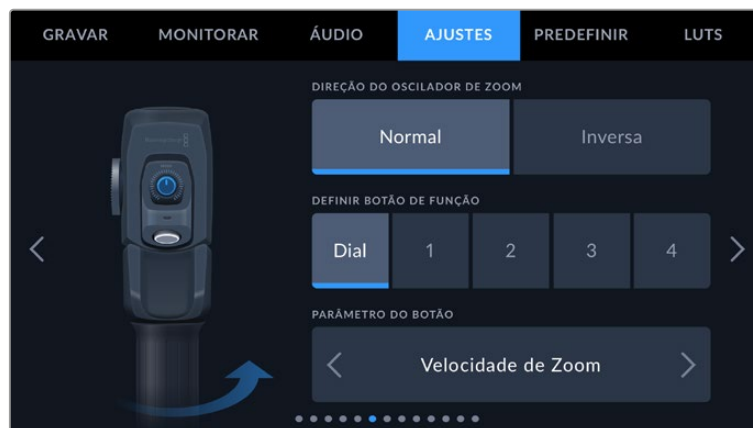 GRAVAR MONITORAR ÁUDIO AJUSTES PREDEFINIR LUTS
DIREÇÃO DO OSCILADOR DE ZOOM
Normal Inversa
DEFINIR BOTÃO DE FUNÇÃO
Dial 1 2 3 4
PARÂMETRO DO BOTÃO
Velocidade de Zoom